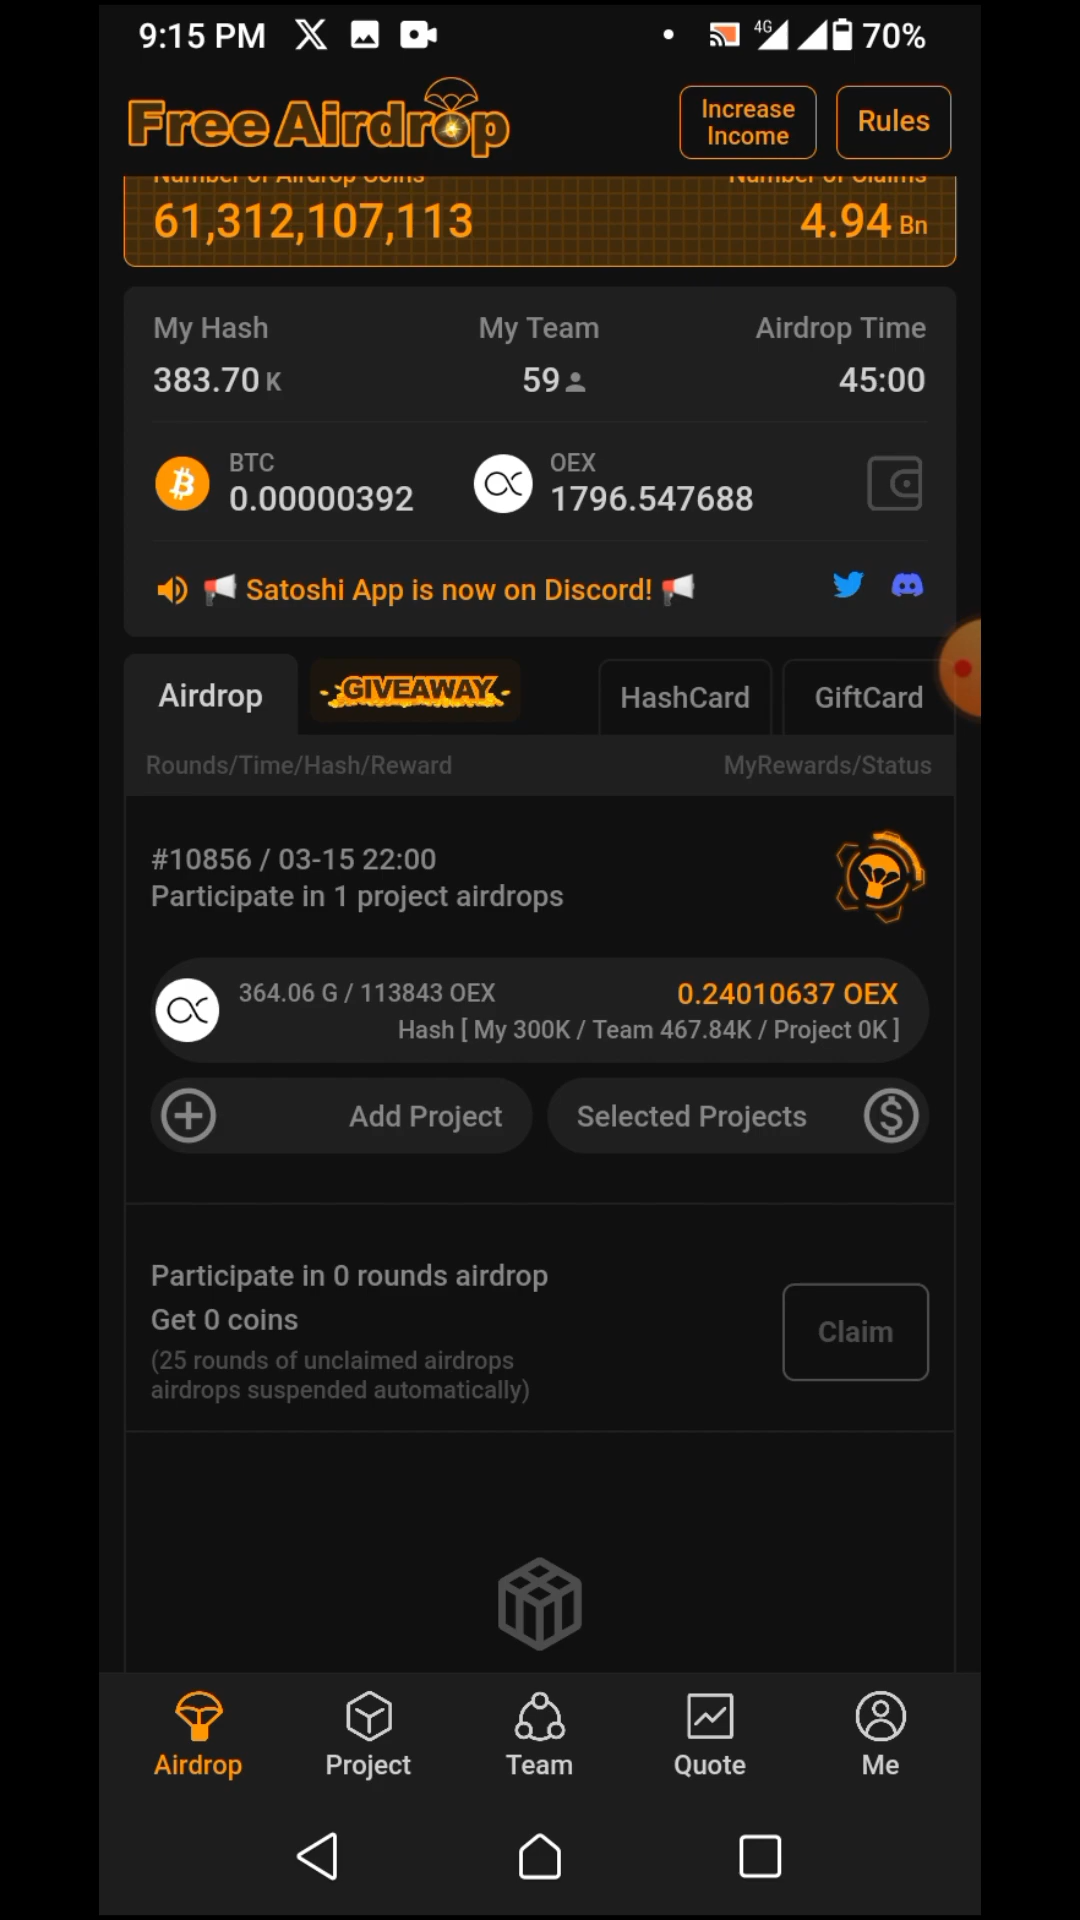 9:15 PM 4G 70%
Free Airdrop
Increase Income
Rules
Number of Airdrop Coins Number of Claims
61,312,107,113 4.94 Bn
My Hash My Team Airdrop Time
383.70 K 59 45:00
BTC OEX
0.00000392 1796.547688
Satoshi App is now on Discord!
Airdrop GIVEAWAY HashCard GiftCard
Rounds/Time/Hash/Reward MyRewards/Status
#10856 / 03-15 22:00
Participate in 1 project airdrops
364.06 G / 113843 OEX 0.24010637 OEX
Hash [ My 300K / Team 467.84K / Project 0K ]
Add Project Selected Projects
Participate in 0 rounds airdrop
Get 0 coins
Claim
(25 rounds of unclaimed airdrops
airdrops suspended automatically)
Airdrop Project Team Quote Me